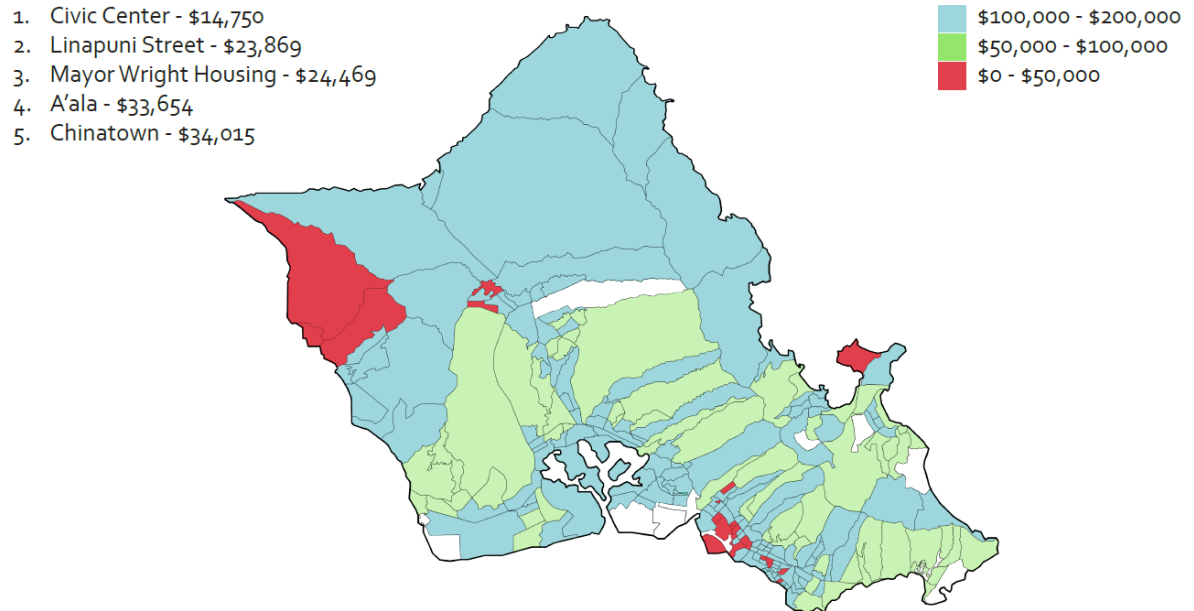 1. Civic Center - $14,750
2. Linapuni Street - $23,869
3. Mayor Wright Housing - $24,469
4. A'ala - $33,654
5. Chinatown - $34,015
$100,000 - $200,000
$50,000 - $100,000
$0 - $50,000